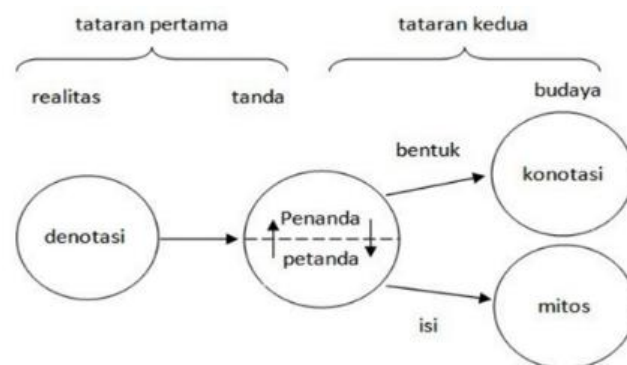 tataran pertama
tataran kedua
realitas
tanda
budaya
bentuk
konotasi
denotasi
Penanda
petanda
isi
mitos